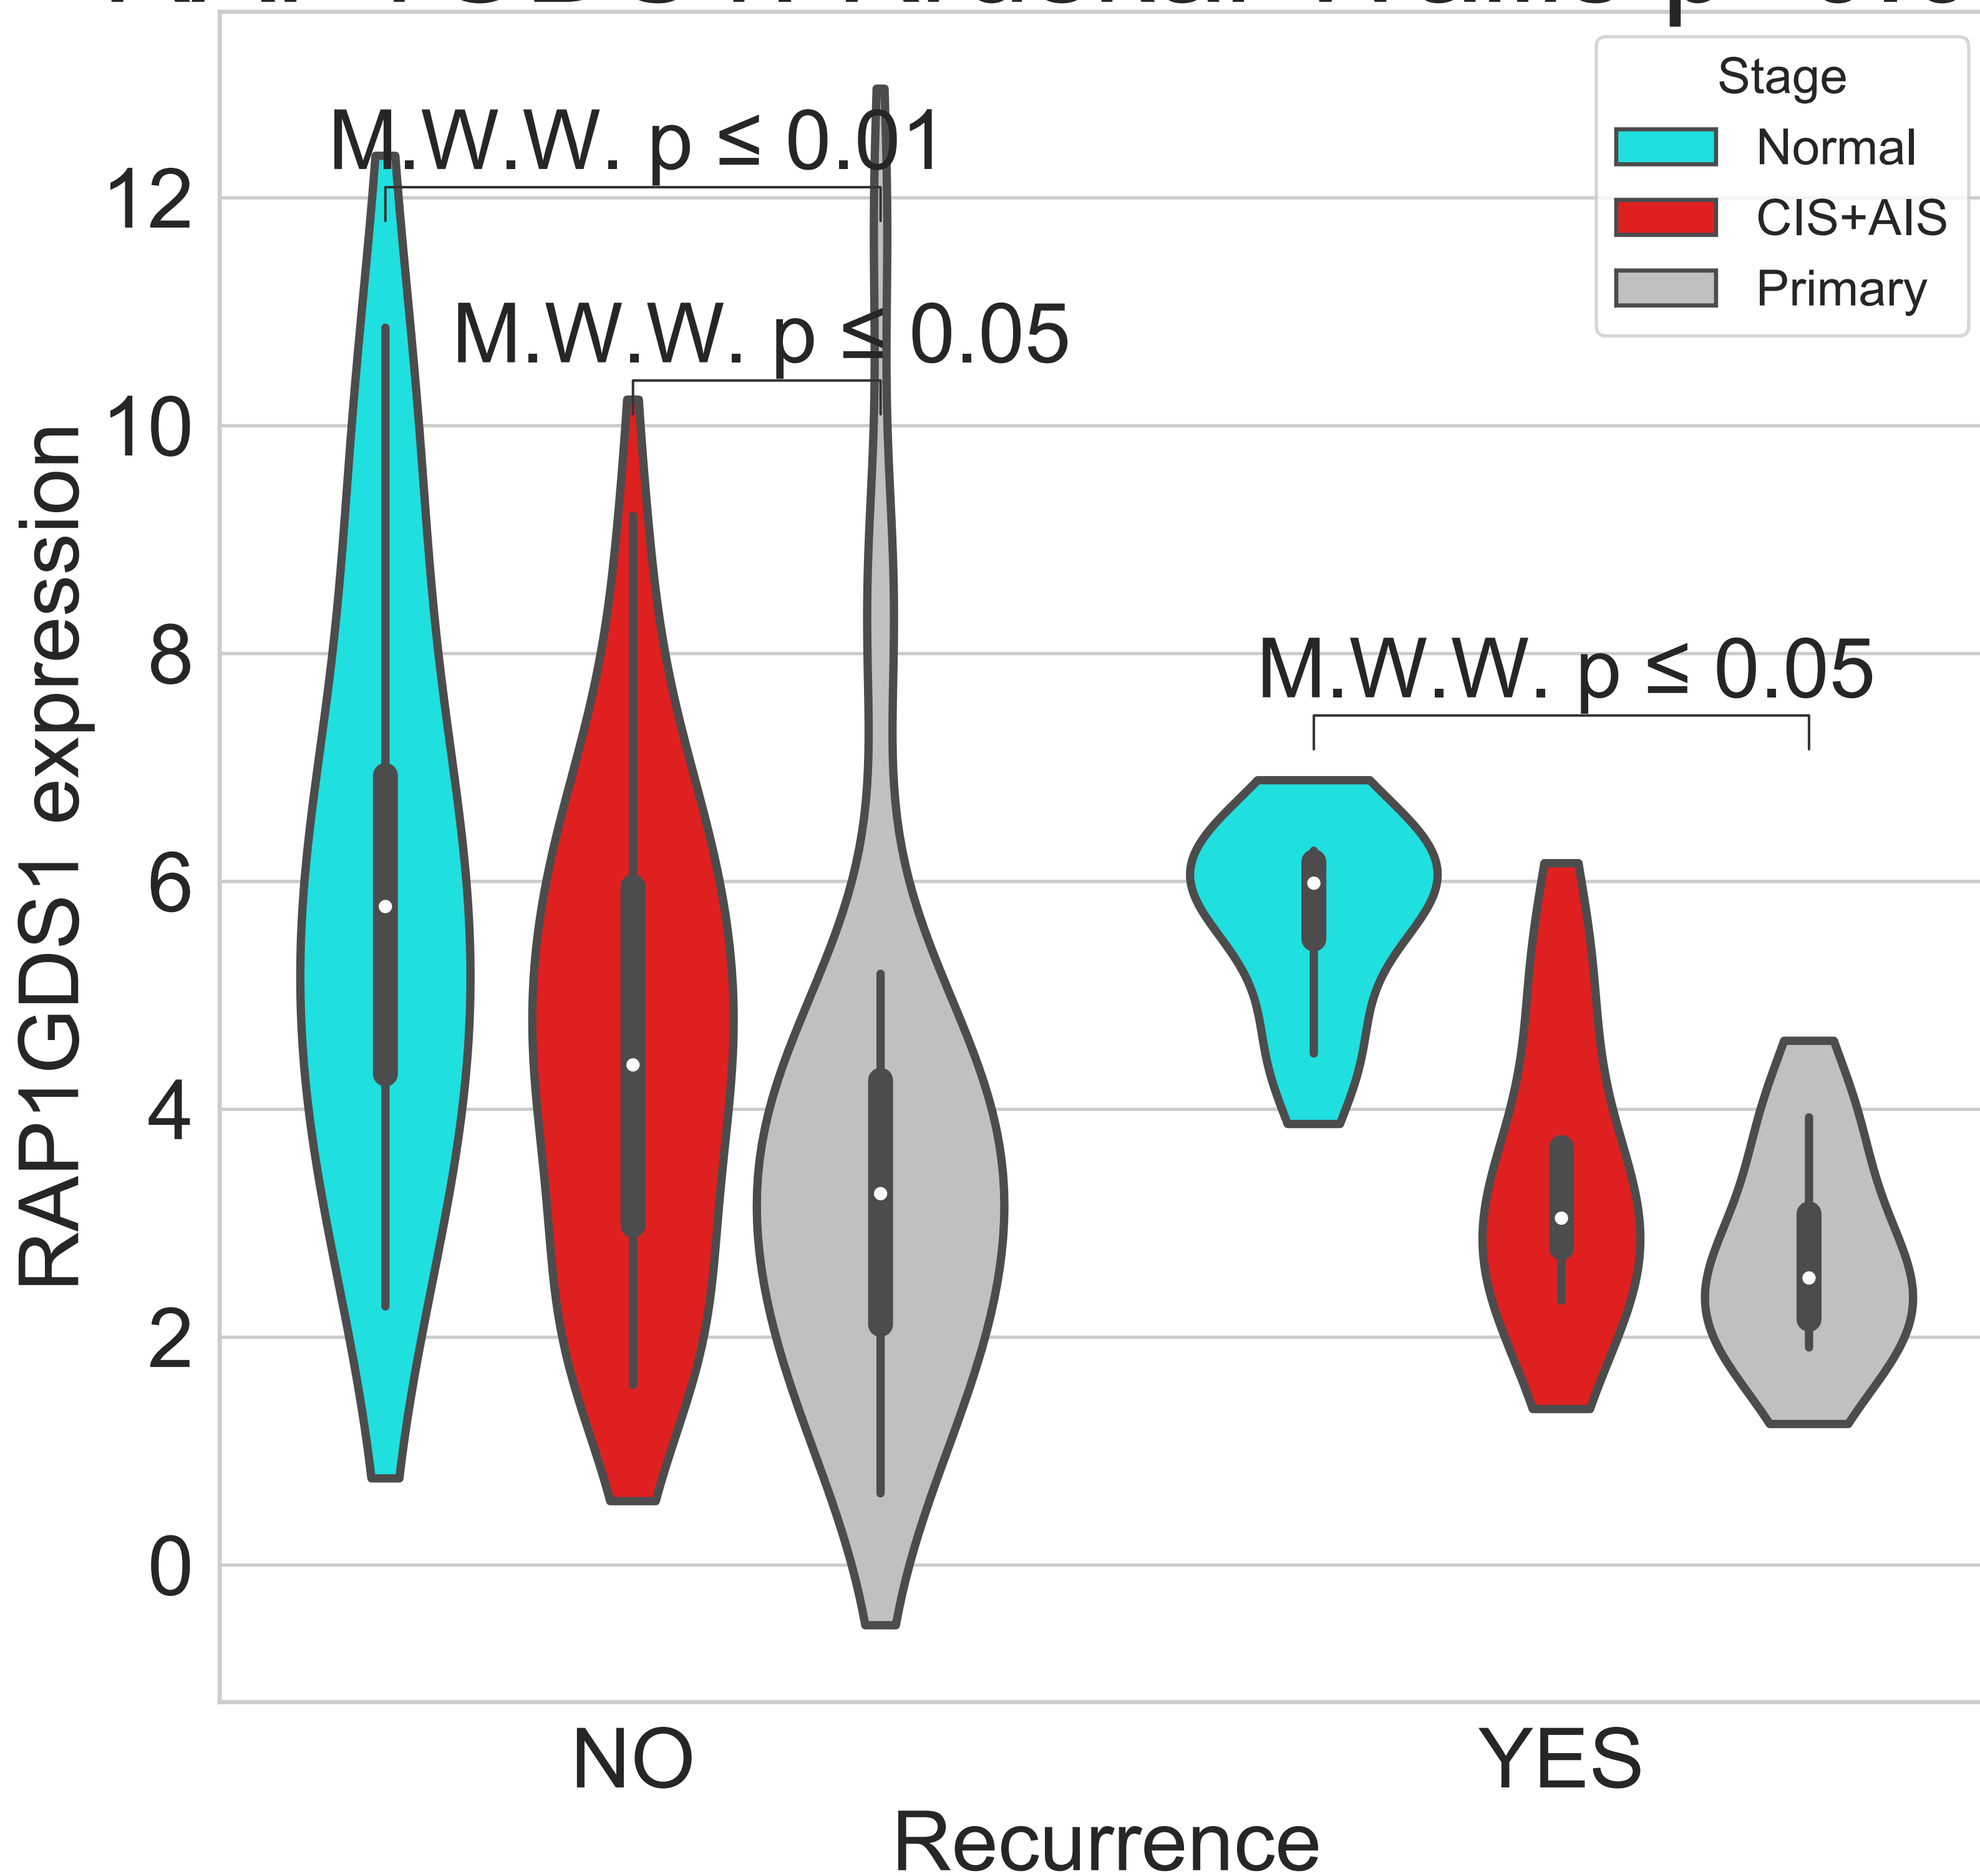 Stage
Normal
CIS+AIS
Primary
M.W.W. p ≤ 0.01
M.W.W. p ≤ 0.05
M.W.W. p ≤ 0.05
12
10
8
6
4
2
0
RAP1GDS1 expression
NO
YES
Recurrence